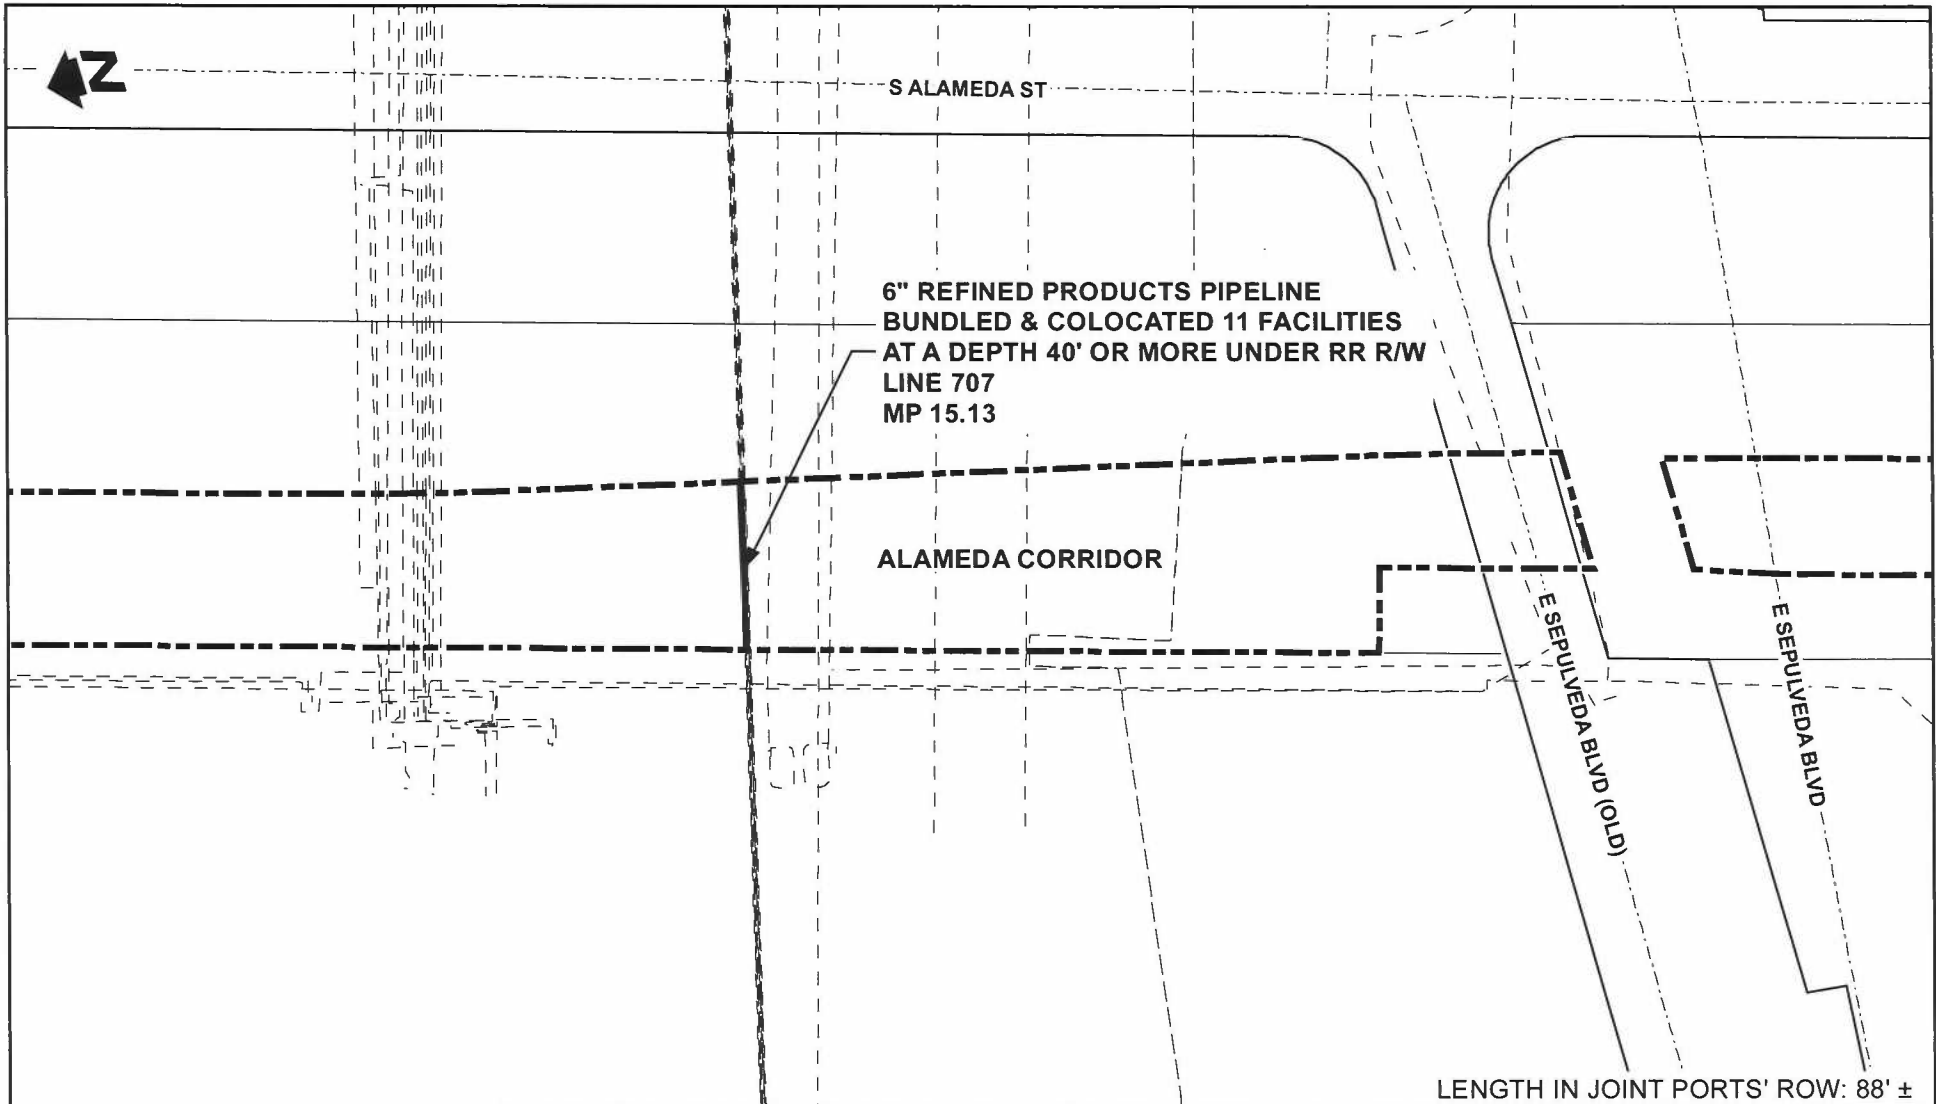 N
S ALAMEDA ST
6" REFINED PRODUCTS PIPELINE
BUNDLED & COLOCATED 11 FACILITIES
AT A DEPTH 40' OR MORE UNDER RR R/W
LINE 707
MP 15.13
ALAMEDA CORRIDOR
E SEPULVEDA BLVD (OLD)
E SEPULVEDA BLVD
LENGTH IN JOINT PORTS' ROW: 88' ±